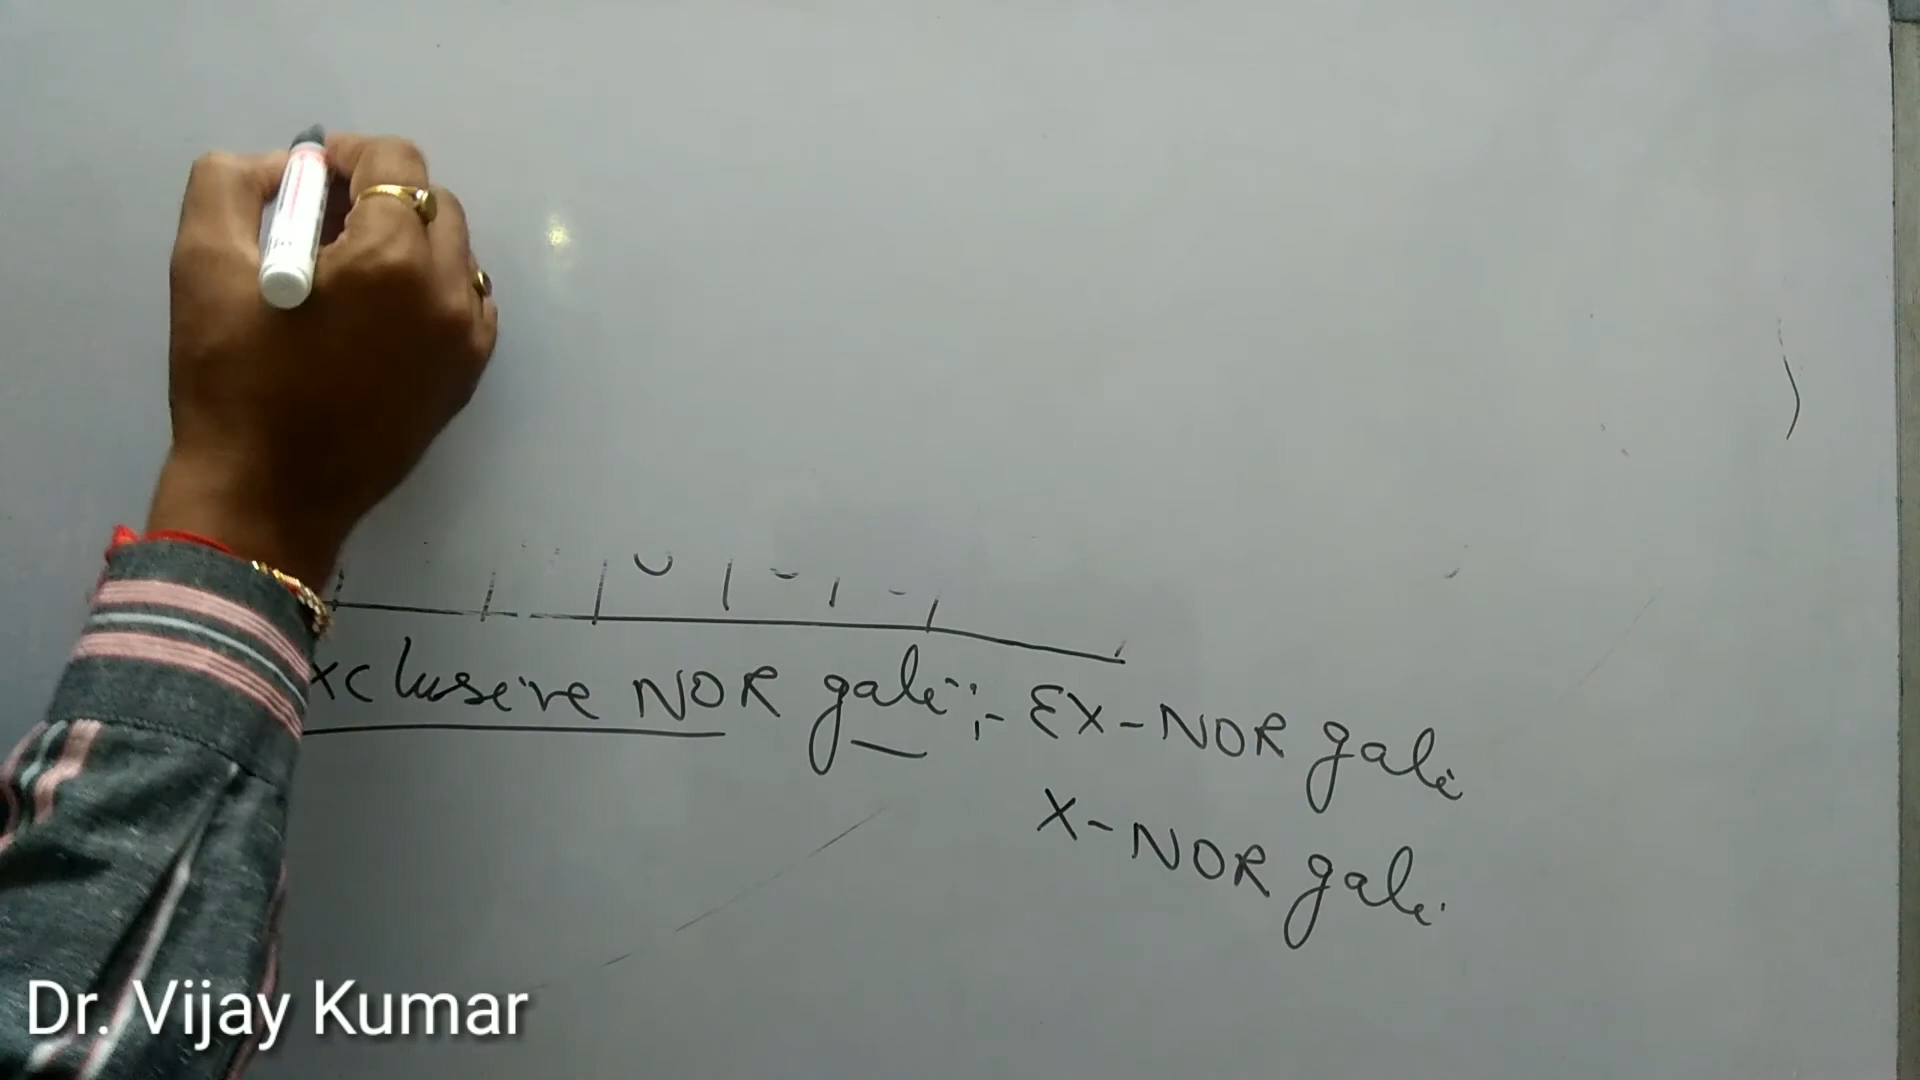 xclusive NOR gate :- EX-NOR gate
X-NOR gate
Dr. Vijay Kumar